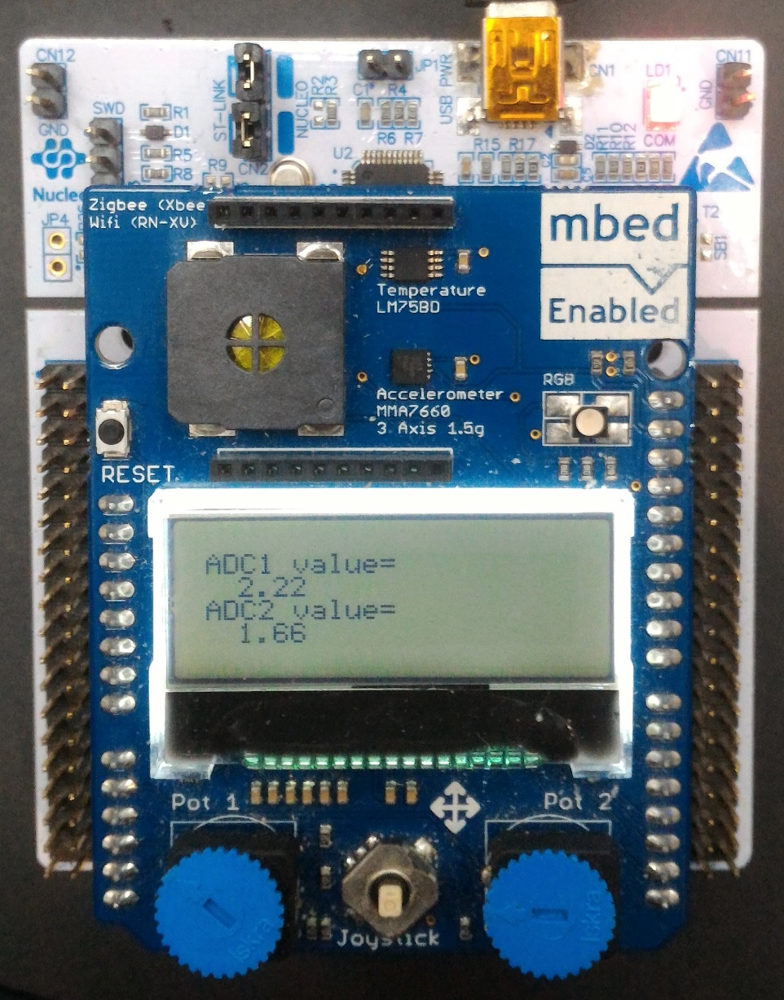 CN12
GND
SWD
R1
D1
R5
R8
ST-LINK
NUCLEO
CN2
R9
R2
R3
JP1
C1
R4
R6 R7
U2
USB PWR
CN1
R15 R17
LD1
COM
CN11
GND
JP4
T2
SB1
Zigbee (Xbee
Wifi (RN-XV)
mbed
Enabled
Temperature
LM75BD
Accelerometer
MMA7660
3 Axis 1.5g
RGB
RESET
ADC1 value=
2.22
ADC2 value=
1.66
Pot 1
Pot 2
Joystick
Iskra
Iskra